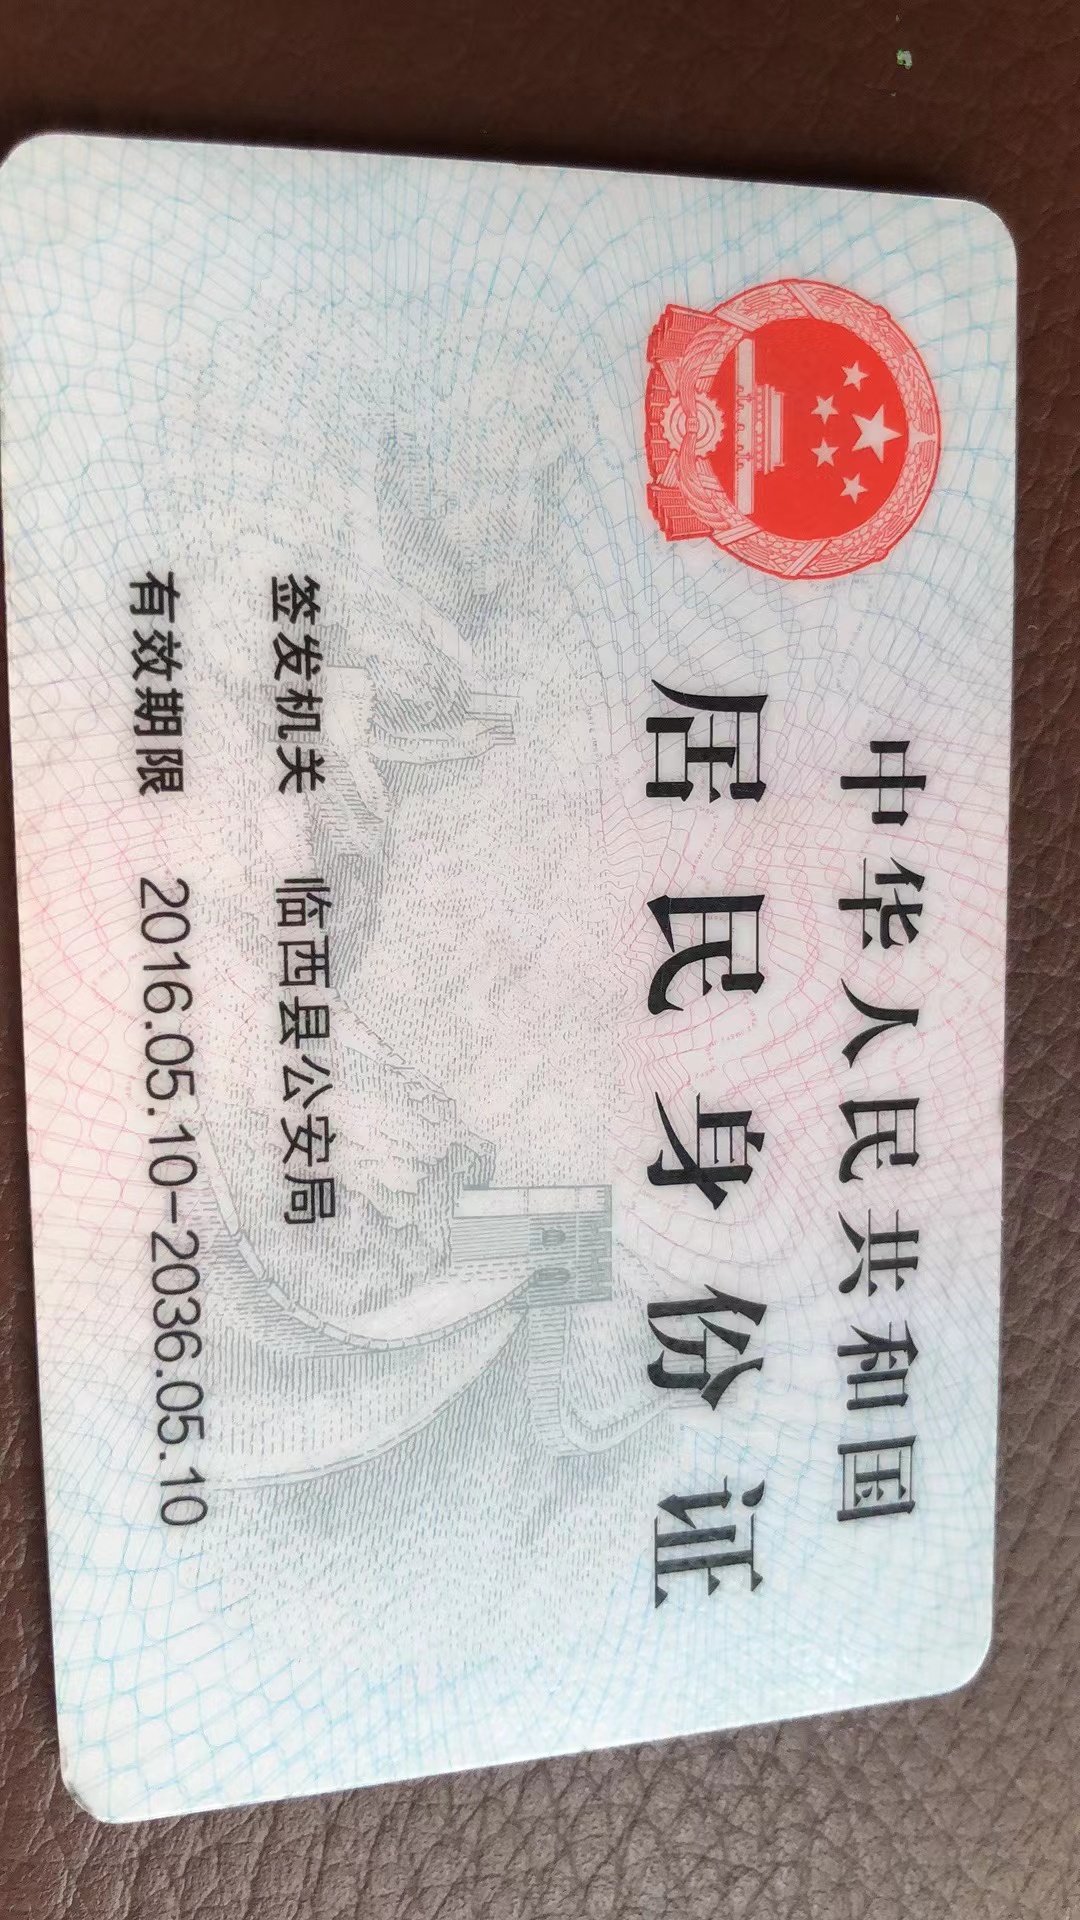 中华人民共和国
居民身份证
签发机关 临西县公安局
有效期限 2016.05.10-2036.05.10